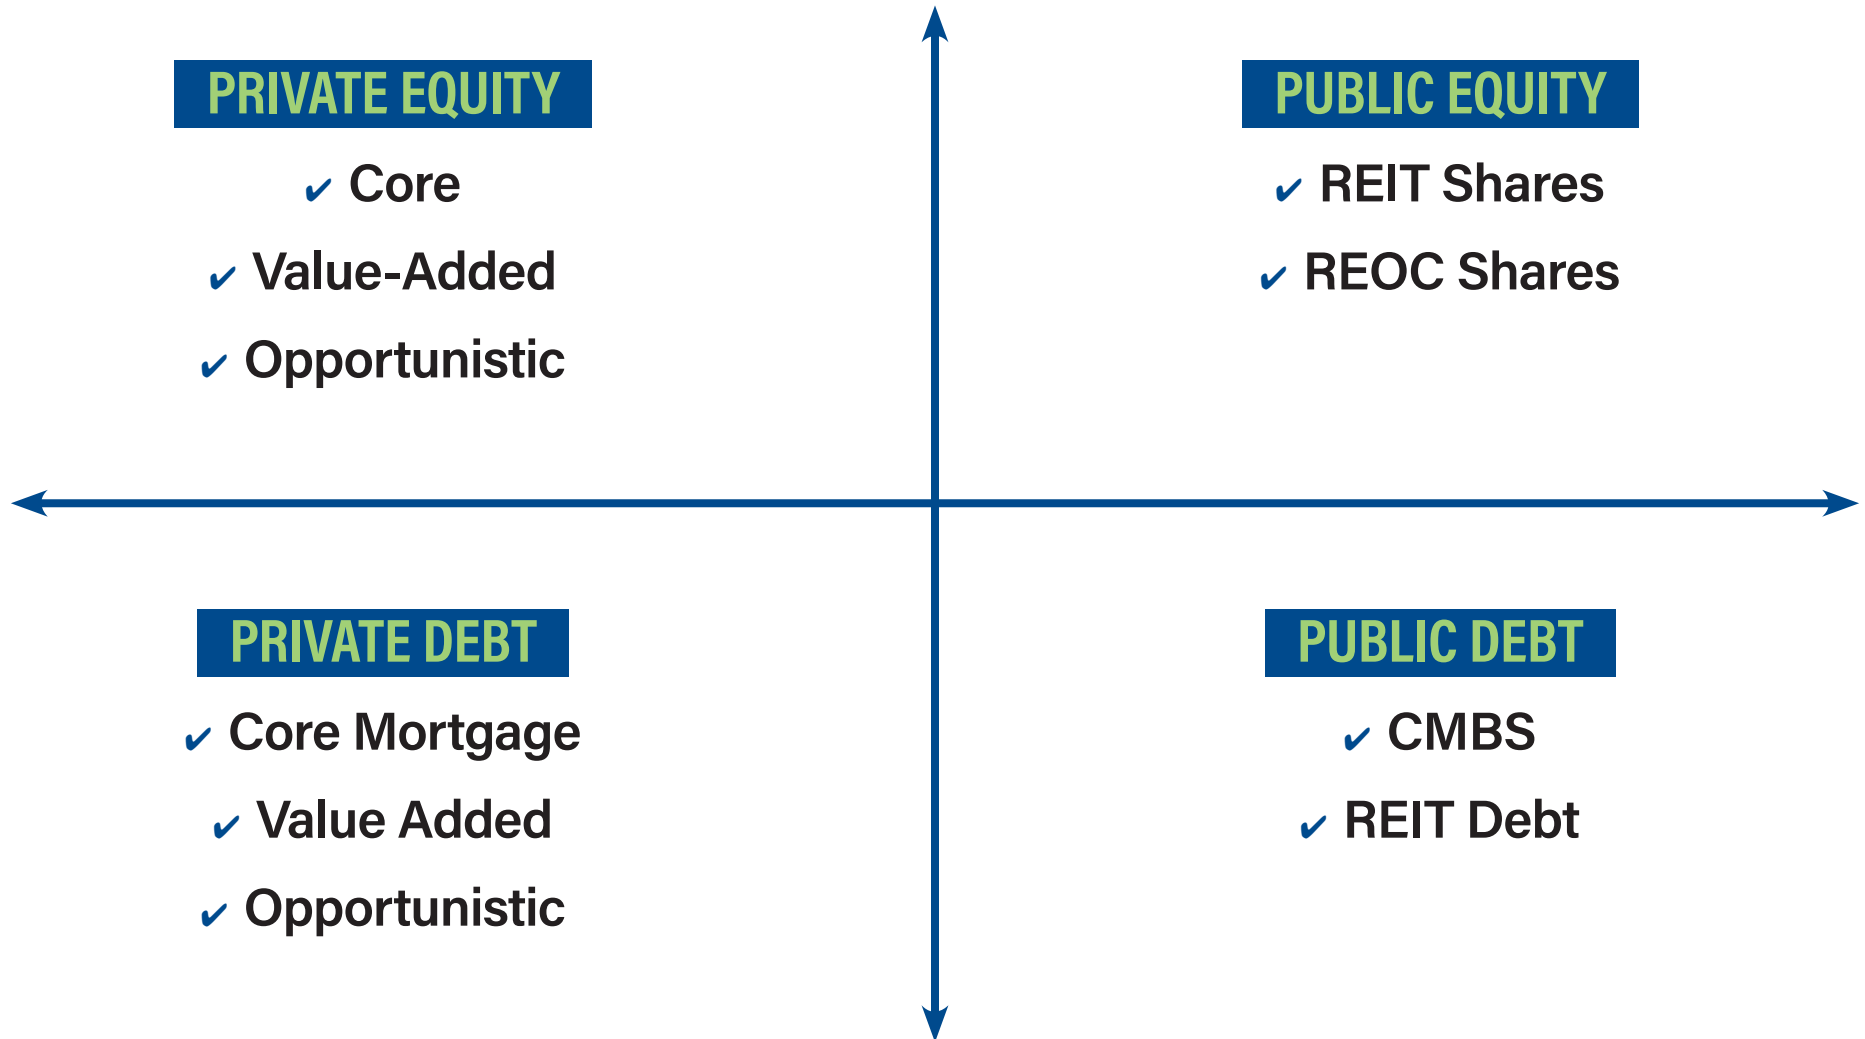 PRIVATE EQUITY
✔ Core
✔ Value-Added
✔ Opportunistic
PUBLIC EQUITY
✔ REIT Shares
✔ REOC Shares
PRIVATE DEBT
✔ Core Mortgage
✔ Value Added
✔ Opportunistic
PUBLIC DEBT
✔ CMBS
✔ REIT Debt